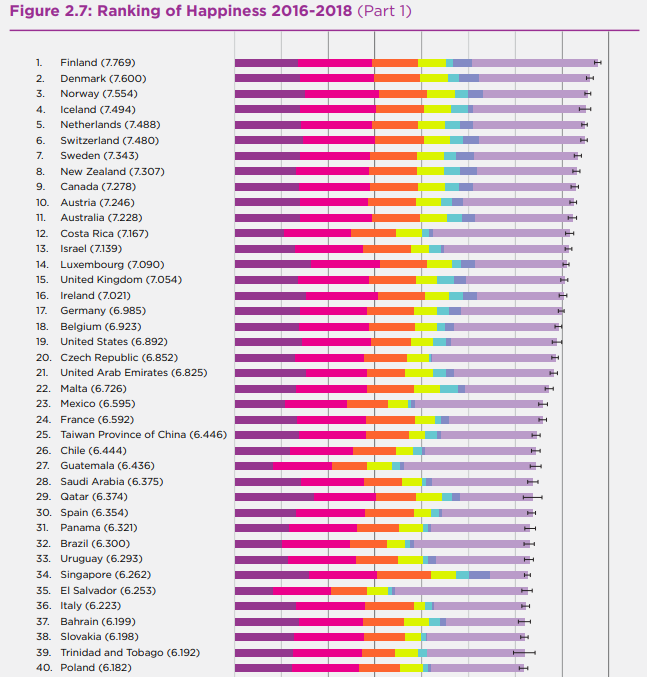 Figure 2.7: Ranking of Happiness 2016-2018 (Part 1)
1. Finland (7.769)
2. Denmark (7.600)
3. Norway (7.554)
4. Iceland (7.494)
5. Netherlands (7.488)
6. Switzerland (7.480)
7. Sweden (7.343)
8. New Zealand (7.307)
9. Canada (7.278)
10. Austria (7.246)
11. Australia (7.228)
12. Costa Rica (7.167)
13. Israel (7.139)
14. Luxembourg (7.090)
15. United Kingdom (7.054)
16. Ireland (7.021)
17. Germany (6.985)
18. Belgium (6.923)
19. United States (6.892)
20. Czech Republic (6.852)
21. United Arab Emirates (6.825)
22. Malta (6.726)
23. Mexico (6.595)
24. France (6.592)
25. Taiwan Province of China (6.446)
26. Chile (6.444)
27. Guatemala (6.436)
28. Saudi Arabia (6.375)
29. Qatar (6.374)
30. Spain (6.354)
31. Panama (6.321)
32. Brazil (6.300)
33. Uruguay (6.293)
34. Singapore (6.262)
35. El Salvador (6.253)
36. Italy (6.223)
37. Bahrain (6.199)
38. Slovakia (6.198)
39. Trinidad and Tobago (6.192)
40. Poland (6.182)